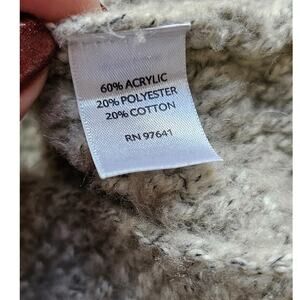 60% ACRYLIC
20% POLYESTER
20% COTTON
RN 97641